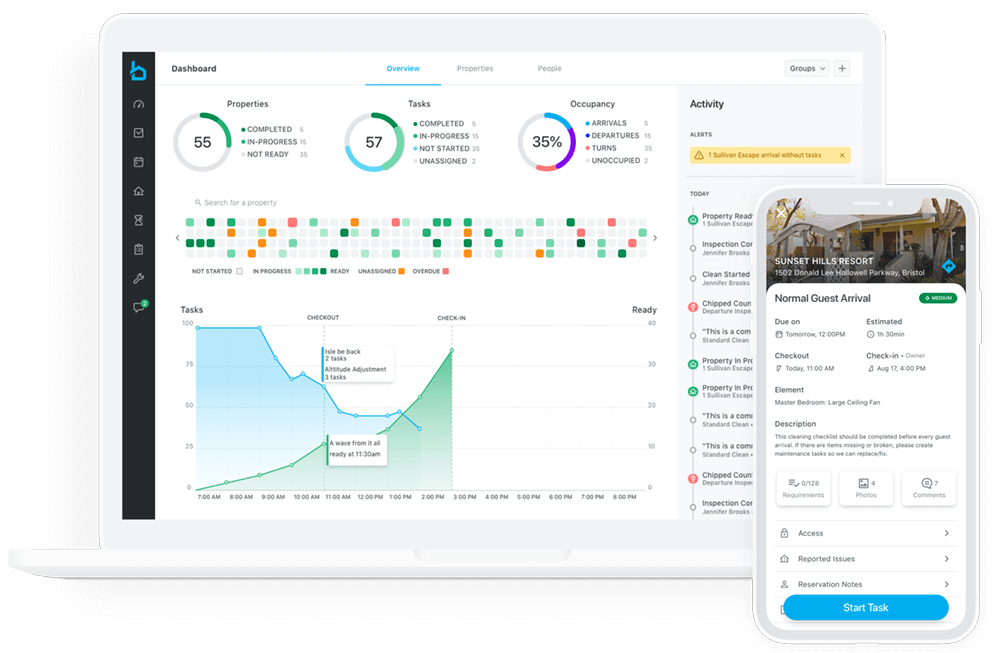 Dashboard
Overview
Properties
People
Groups
Properties
55
COMPLETED 5
IN-PROGRESS 15
NOT READY 35
Tasks
57
COMPLETED 5
IN-PROGRESS 15
NOT STARTED 35
UNASSIGNED 2
Occupancy
35%
ARRIVALS 5
DEPARTURES 15
TURNS 35
UNOCCUPIED 2
Search for a property
NOT STARTED
IN PROGRESS
READY
UNASSIGNED
OVERDUE
2
Tasks
Ready
CHECKOUT
CHECK-IN
100
75
50
25
0
40
30
20
10
0
Isle be back
2 tasks
Alttitude Adjustment
3 tasks
A wave from it all
ready at 11:30am
7:00 AM 8:00 AM 9:00 AM 10:00 AM 11:00 AM 12:00 PM 1:00 PM 2:00 PM 3:00 PM 4:00 PM 5:00 PM 6:00 PM 7:00 PM 8:00 PM
Activity
ALERTS
1 Sullivan Escape arrival without tasks
TODAY
Property Read
1 Sullivan Escape
Inspection Cor
Jennifer Brooks
Clean Started
Jennifer Brooks
Chipped Coun
Departure Inspe
"This is a com
Standard Clean
Property In Pro
1 Sullivan Escape
Property In Pro
1 Sullivan Escape
"This is a comm
Standard Clean •
"This is a comm
Standard Clean •
Chipped Count
Departure Inspec
Inspection Con
Jennifer Brooks
SUNSET HILLS RESORT
1502 Donald Lee Hollowell Parkway, Bristol
Normal Guest Arrival
MEDIUM
Due on
Estimated
Tomorrow, 12:00PM
1h 30min
Checkout
Check-in • Owner
Today, 11:00 AM
Aug 17, 4:00 PM
Element
Master Bedroom: Large Ceiling Fan
Description
This cleaning checklist should be completed before every guest
arrival. If there are items missing or broken, please create
maintenance tasks so we can replace/fix.
0/128
Requirements
4
Photos
7
Comments
Access
Reported Issues
Reservation Notes
Start Task